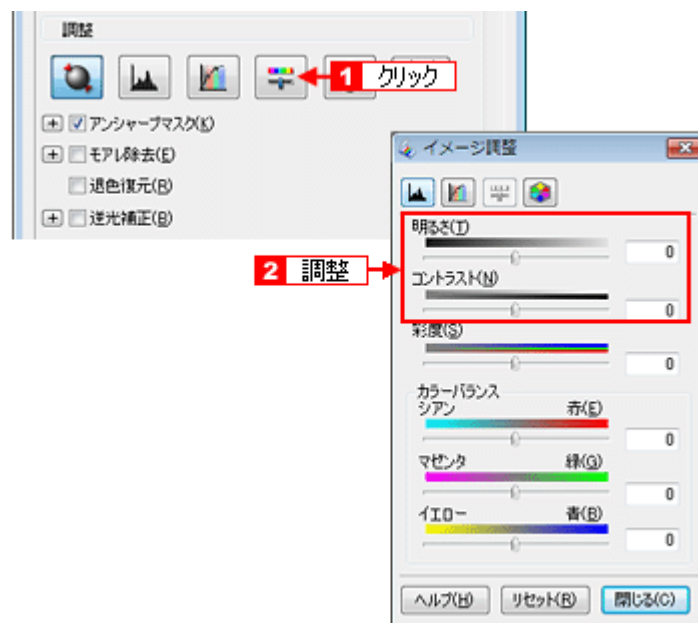 調整
1 クリック
アンシャープマスク(K)
モアレ除去(E)
退色復元(R)
逆光補正(B)
イメージ調整
明るさ(T)
0
2 調整
コントラスト(N)
0
彩度(S)
0
カラーバランス
シアン 赤(E)
0
マゼンタ 緑(G)
0
イエロー 青(B)
0
ヘルプ(H) リセット(R) 閉じる(C)